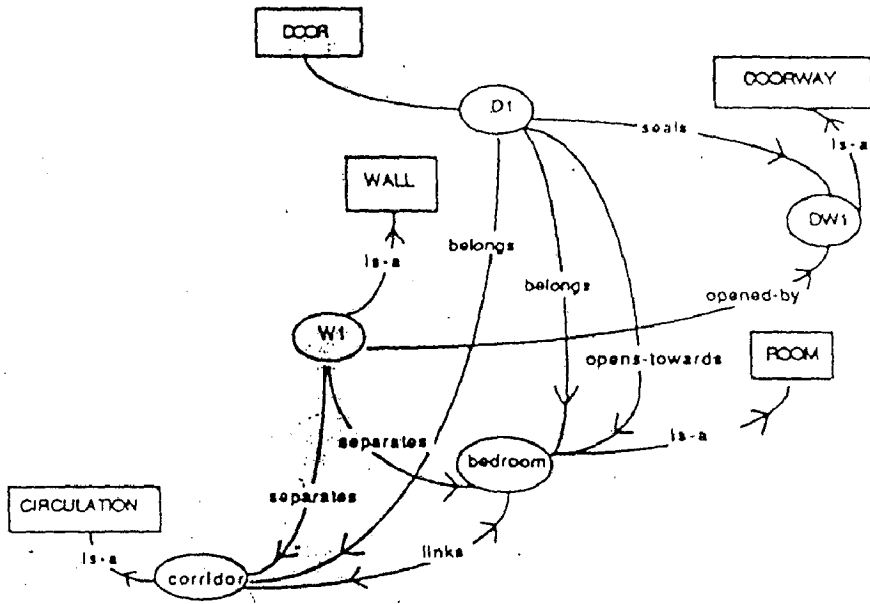 DOOR
D1
DOORWAY
seals
Is-a
WALL
DW1
belongs
Is-a
belongs
opened-by
W1
opens-towards
ROOM
separates
bedroom
Is-a
separates
CIRCULATION
Is-a
links
corridor